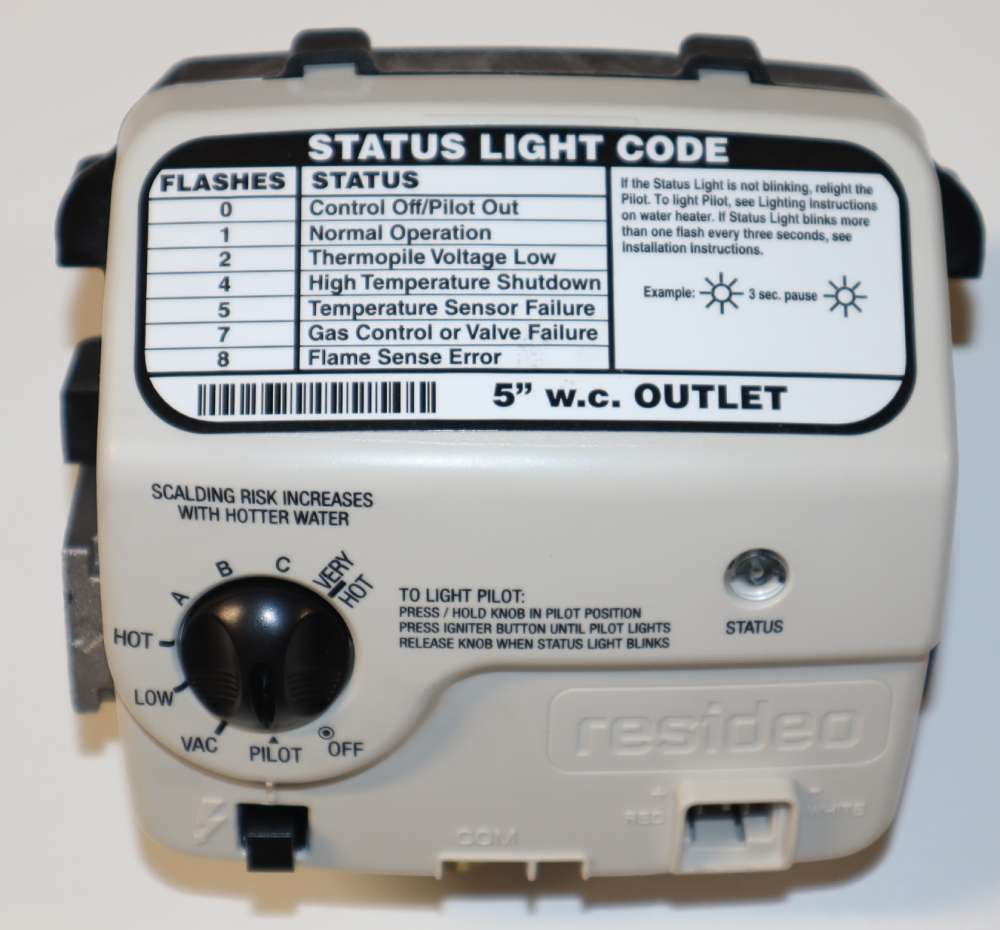 STATUS LIGHT CODE
FLASHES STATUS
0 Control Off/Pilot Out
1 Normal Operation
2 Thermopile Voltage Low
4 High Temperature Shutdown
5 Temperature Sensor Failure
7 Gas Control or Valve Failure
8 Flame Sense Error
If the Status Light is not blinking, relight the
Pilot. To light Pilot, see Lighting Instructions
on water heater. If Status Light blinks more
than one flash every three seconds, see
Installation Instructions.
Example: 3 sec. pause
5” w.c. OUTLET
SCALDING RISK INCREASES
WITH HOTTER WATER
VERY
HOT
C
B
A
HOT
LOW
VAC
PILOT
OFF
TO LIGHT PILOT:
PRESS / HOLD KNOB IN PILOT POSITION
PRESS IGNITER BUTTON UNTIL PILOT LIGHTS
RELEASE KNOB WHEN STATUS LIGHT BLINKS
STATUS
resideo
+ -
RED WHITE
COM